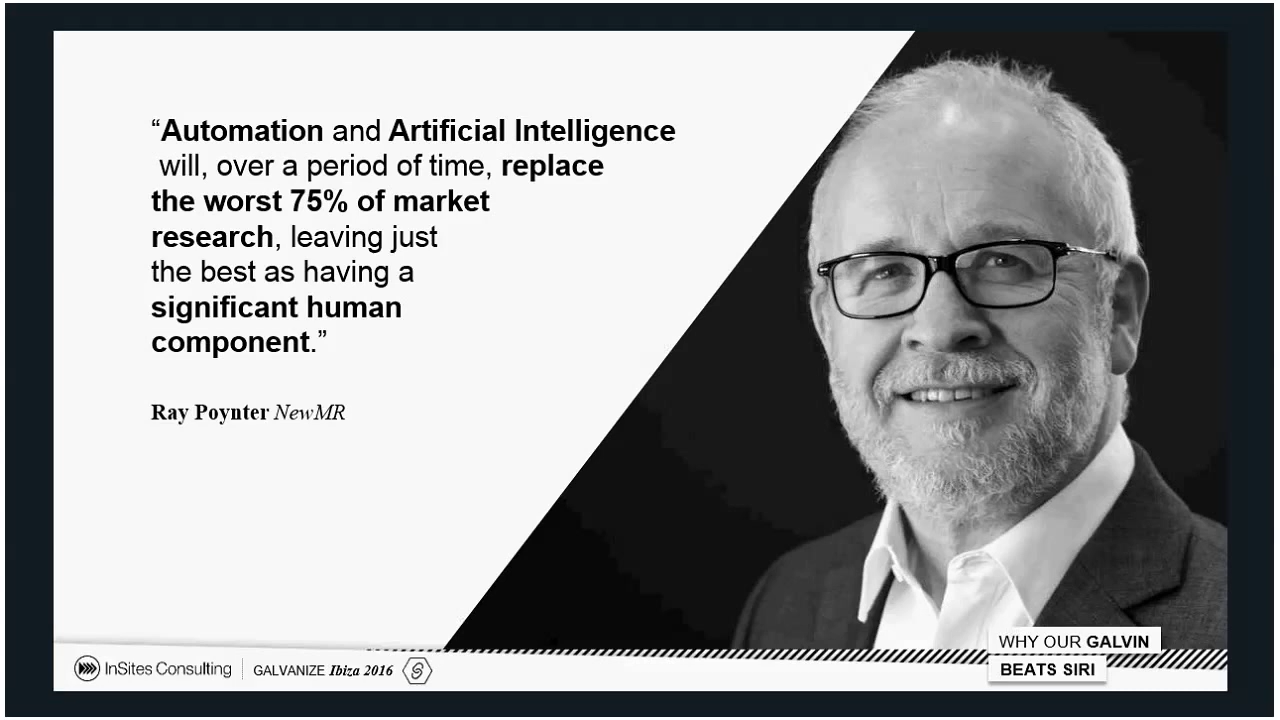 “Automation and Artificial Intelligence
will, over a period of time, replace
the worst 75% of market
research, leaving just
the best as having a
significant human
component.”
Ray Poynter NewMR
InSites Consulting
GALVANIZE Ibiza 2016
WHY OUR GALVIN
BEATS SIRI